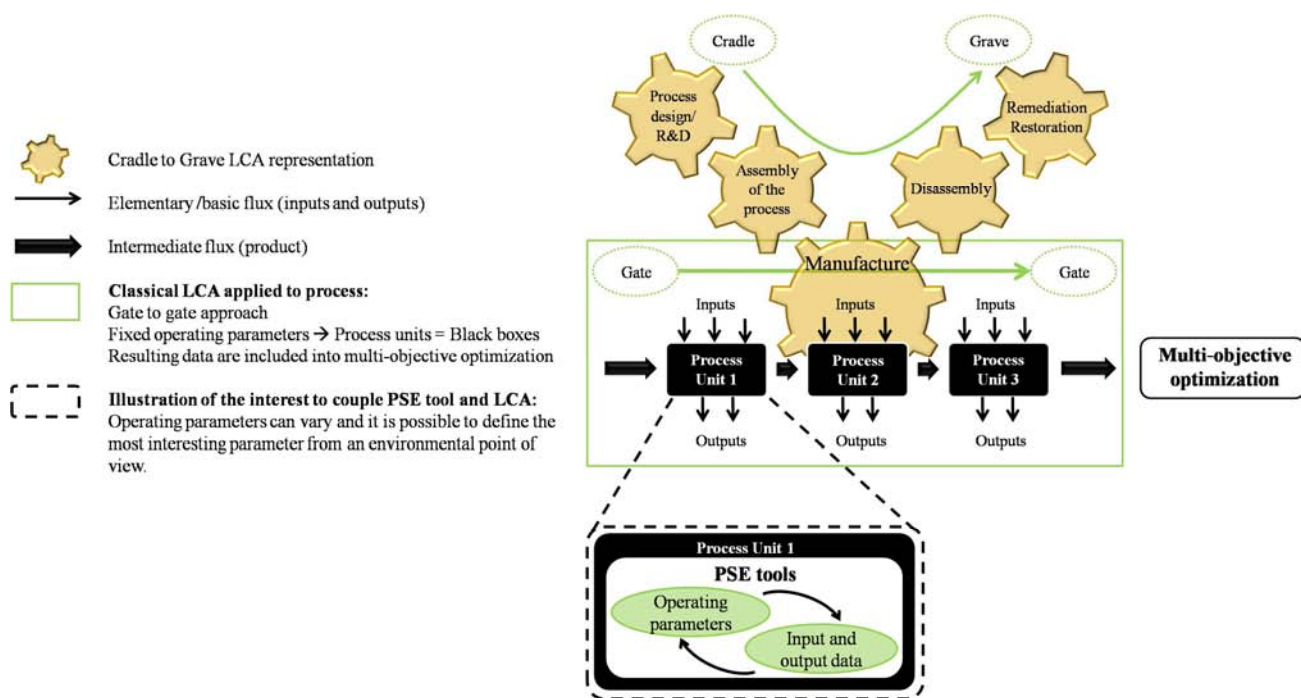 Cradle to Grave LCA representation
Elementary /basic flux (inputs and outputs)
Intermediate flux (product)
Classical LCA applied to process:
Gate to gate approach
Fixed operating parameters → Process units = Black boxes
Resulting data are included into multi-objective optimization
Illustration of the interest to couple PSE tool and LCA:
Operating parameters can vary and it is possible to define the
most interesting parameter from an environmental point of
view.
Cradle
Grave
Process
design/
R&D
Remediation
Restoration
Assembly
of the
process
Disassembly
Manufacture
Gate
Gate
Inputs
Inputs
Inputs
Process
Unit 1
Process
Unit 2
Process
Unit 3
Outputs
Outputs
Outputs
Multi-objective
optimization
Process Unit 1
PSE tools
Operating
parameters
Input and
output data